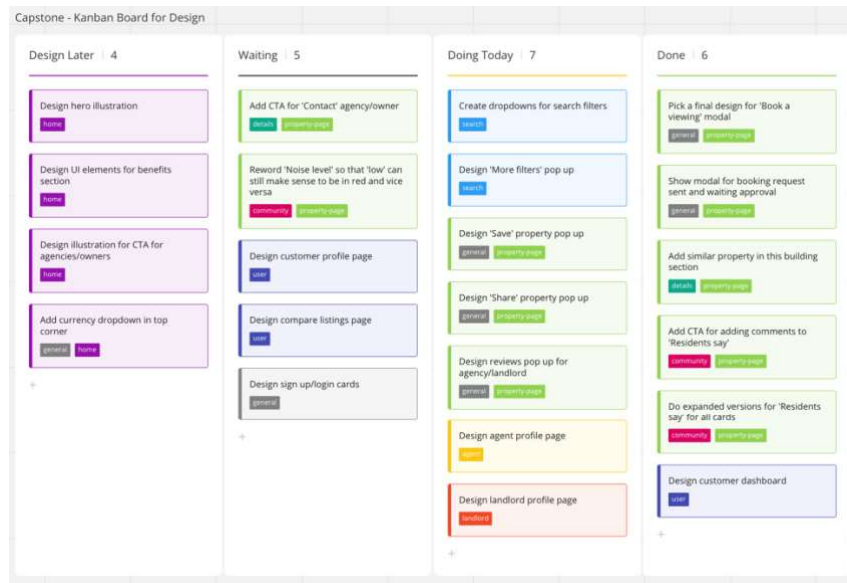 Capstone - Kanban Board for Design
Design Later 4
Design hero illustration
home
Design UI elements for benefits
section
home
Design illustration for CTA for
agencies/owners
home
Add currency dropdown in top
corner
general home
+
Waiting 5
Add CTA for 'Contact' agency/owner
details property-page
Reword 'Noise level' so that 'low' can
still make sense to be in red and vice
versa
community property-page
Design customer profile page
user
Design compare listings page
user
Design sign up/login cards
general
+
Doing Today 7
Create dropdowns for search filters
search
Design 'More filters' pop up
search
Design 'Save' property pop up
general property-page
Design 'Share' property pop up
general property-page
Design reviews pop up for
agency/landlord
general property-page
Design agent profile page
agent
Design landlord profile page
landlord
+
Done 6
Pick a final design for 'Book a
viewing' modal
general property-page
Show modal for booking request
sent and waiting approval
general property-page
Add similar property in this building
section
details property-page
Add CTA for adding comments to
'Residents say'
community property-page
Do expanded versions for 'Residents
say' for all cards
community property-page
Design customer dashboard
user
+